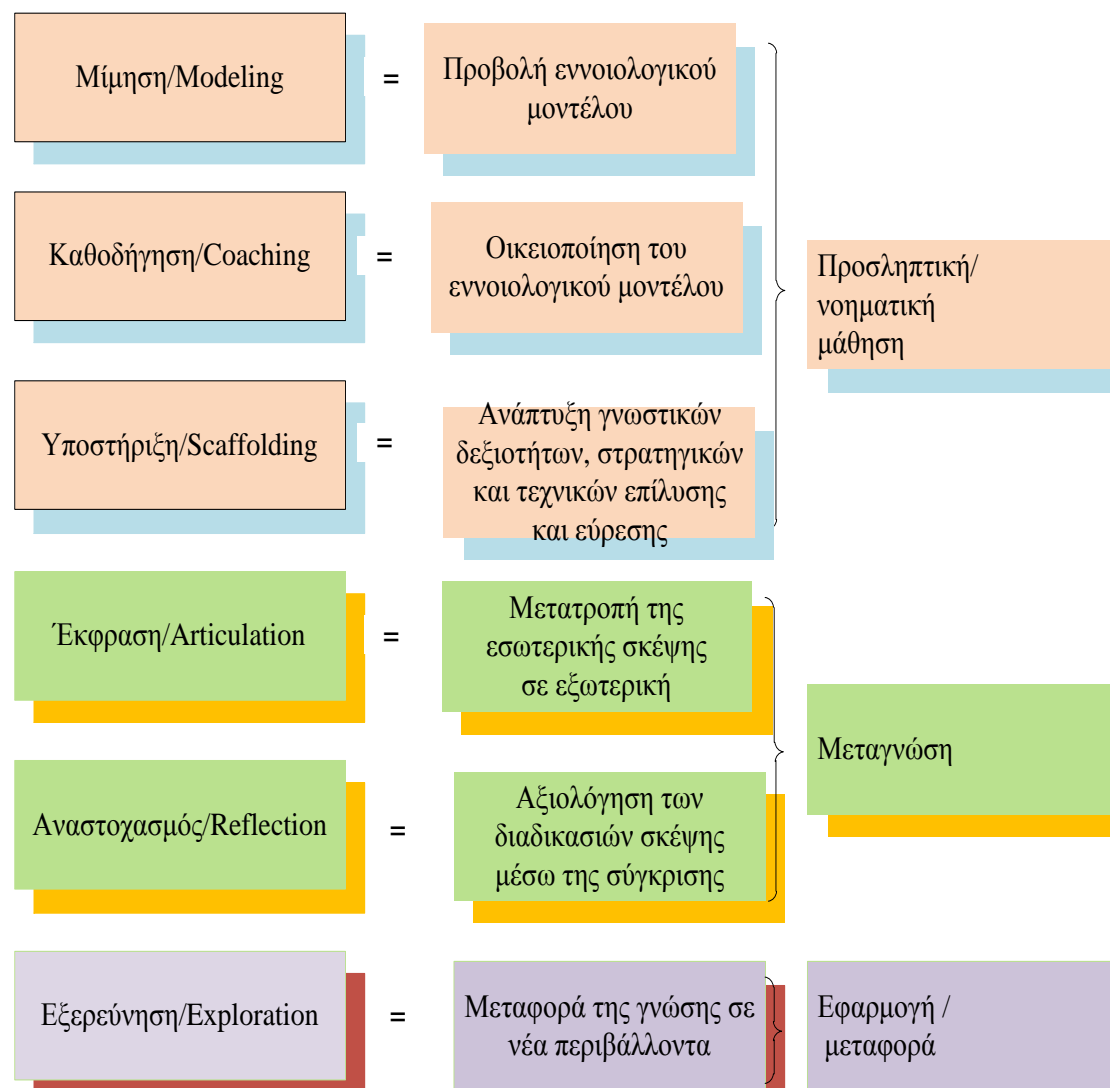 Μίμηση/Modeling
=
Προβολή εννοιολογικού
μοντέλου
Καθοδήγηση/Coaching
=
Οικειοποίηση του
εννοιολογικού μοντέλου
Υποστήριξη/Scaffolding
=
Ανάπτυξη γνωστικών
δεξιοτήτων, στρατηγικών
και τεχνικών επίλυσης
και εύρεσης
Προσληπτική/
νοηματική
μάθηση
Έκφραση/Articulation
=
Μετατροπή της
εσωτερικής σκέψης
σε εξωτερική
Αναστοχασμός/Reflection
=
Αξιολόγηση των
διαδικασιών σκέψης
μέσω της σύγκρισης
Μεταγνώση
Εξερεύνηση/Exploration
=
Μεταφορά της γνώσης σε
νέα περιβάλλοντα
Εφαρμογή /
μεταφορά